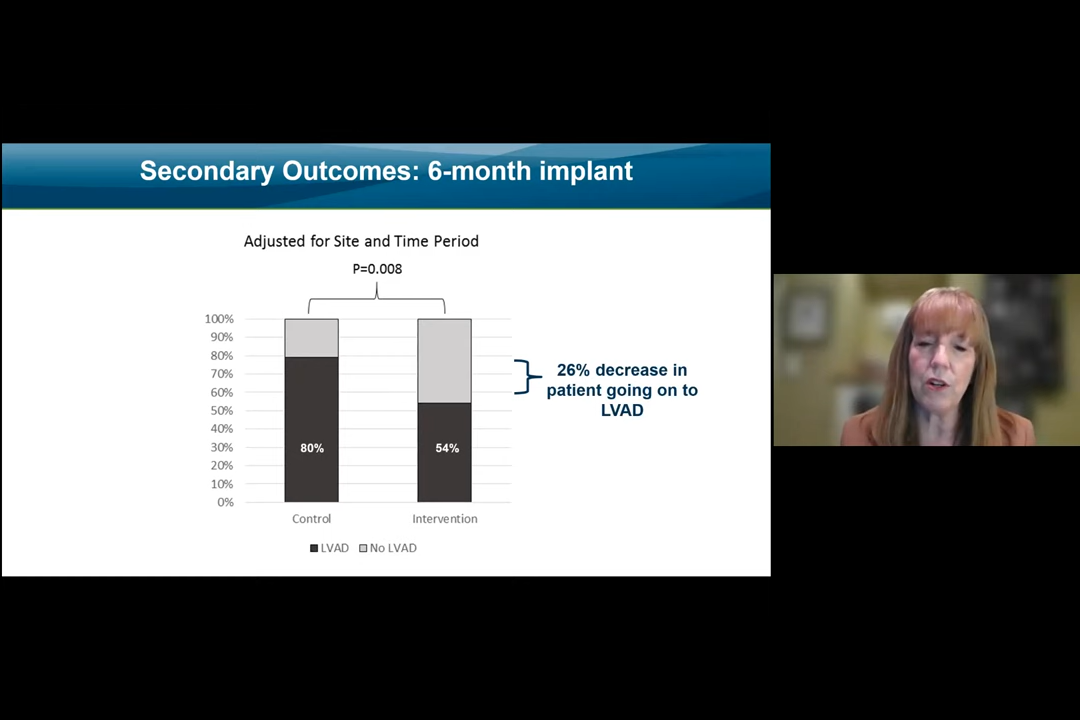 Secondary Outcomes: 6-month implant
Adjusted for Site and Time Period
P=0.008
100%
90%
80%
70%
60%
50%
40%
30%
20%
10%
0%
80%
54%
Control
Intervention
LVAD
No LVAD
26% decrease in
patient going on to
LVAD